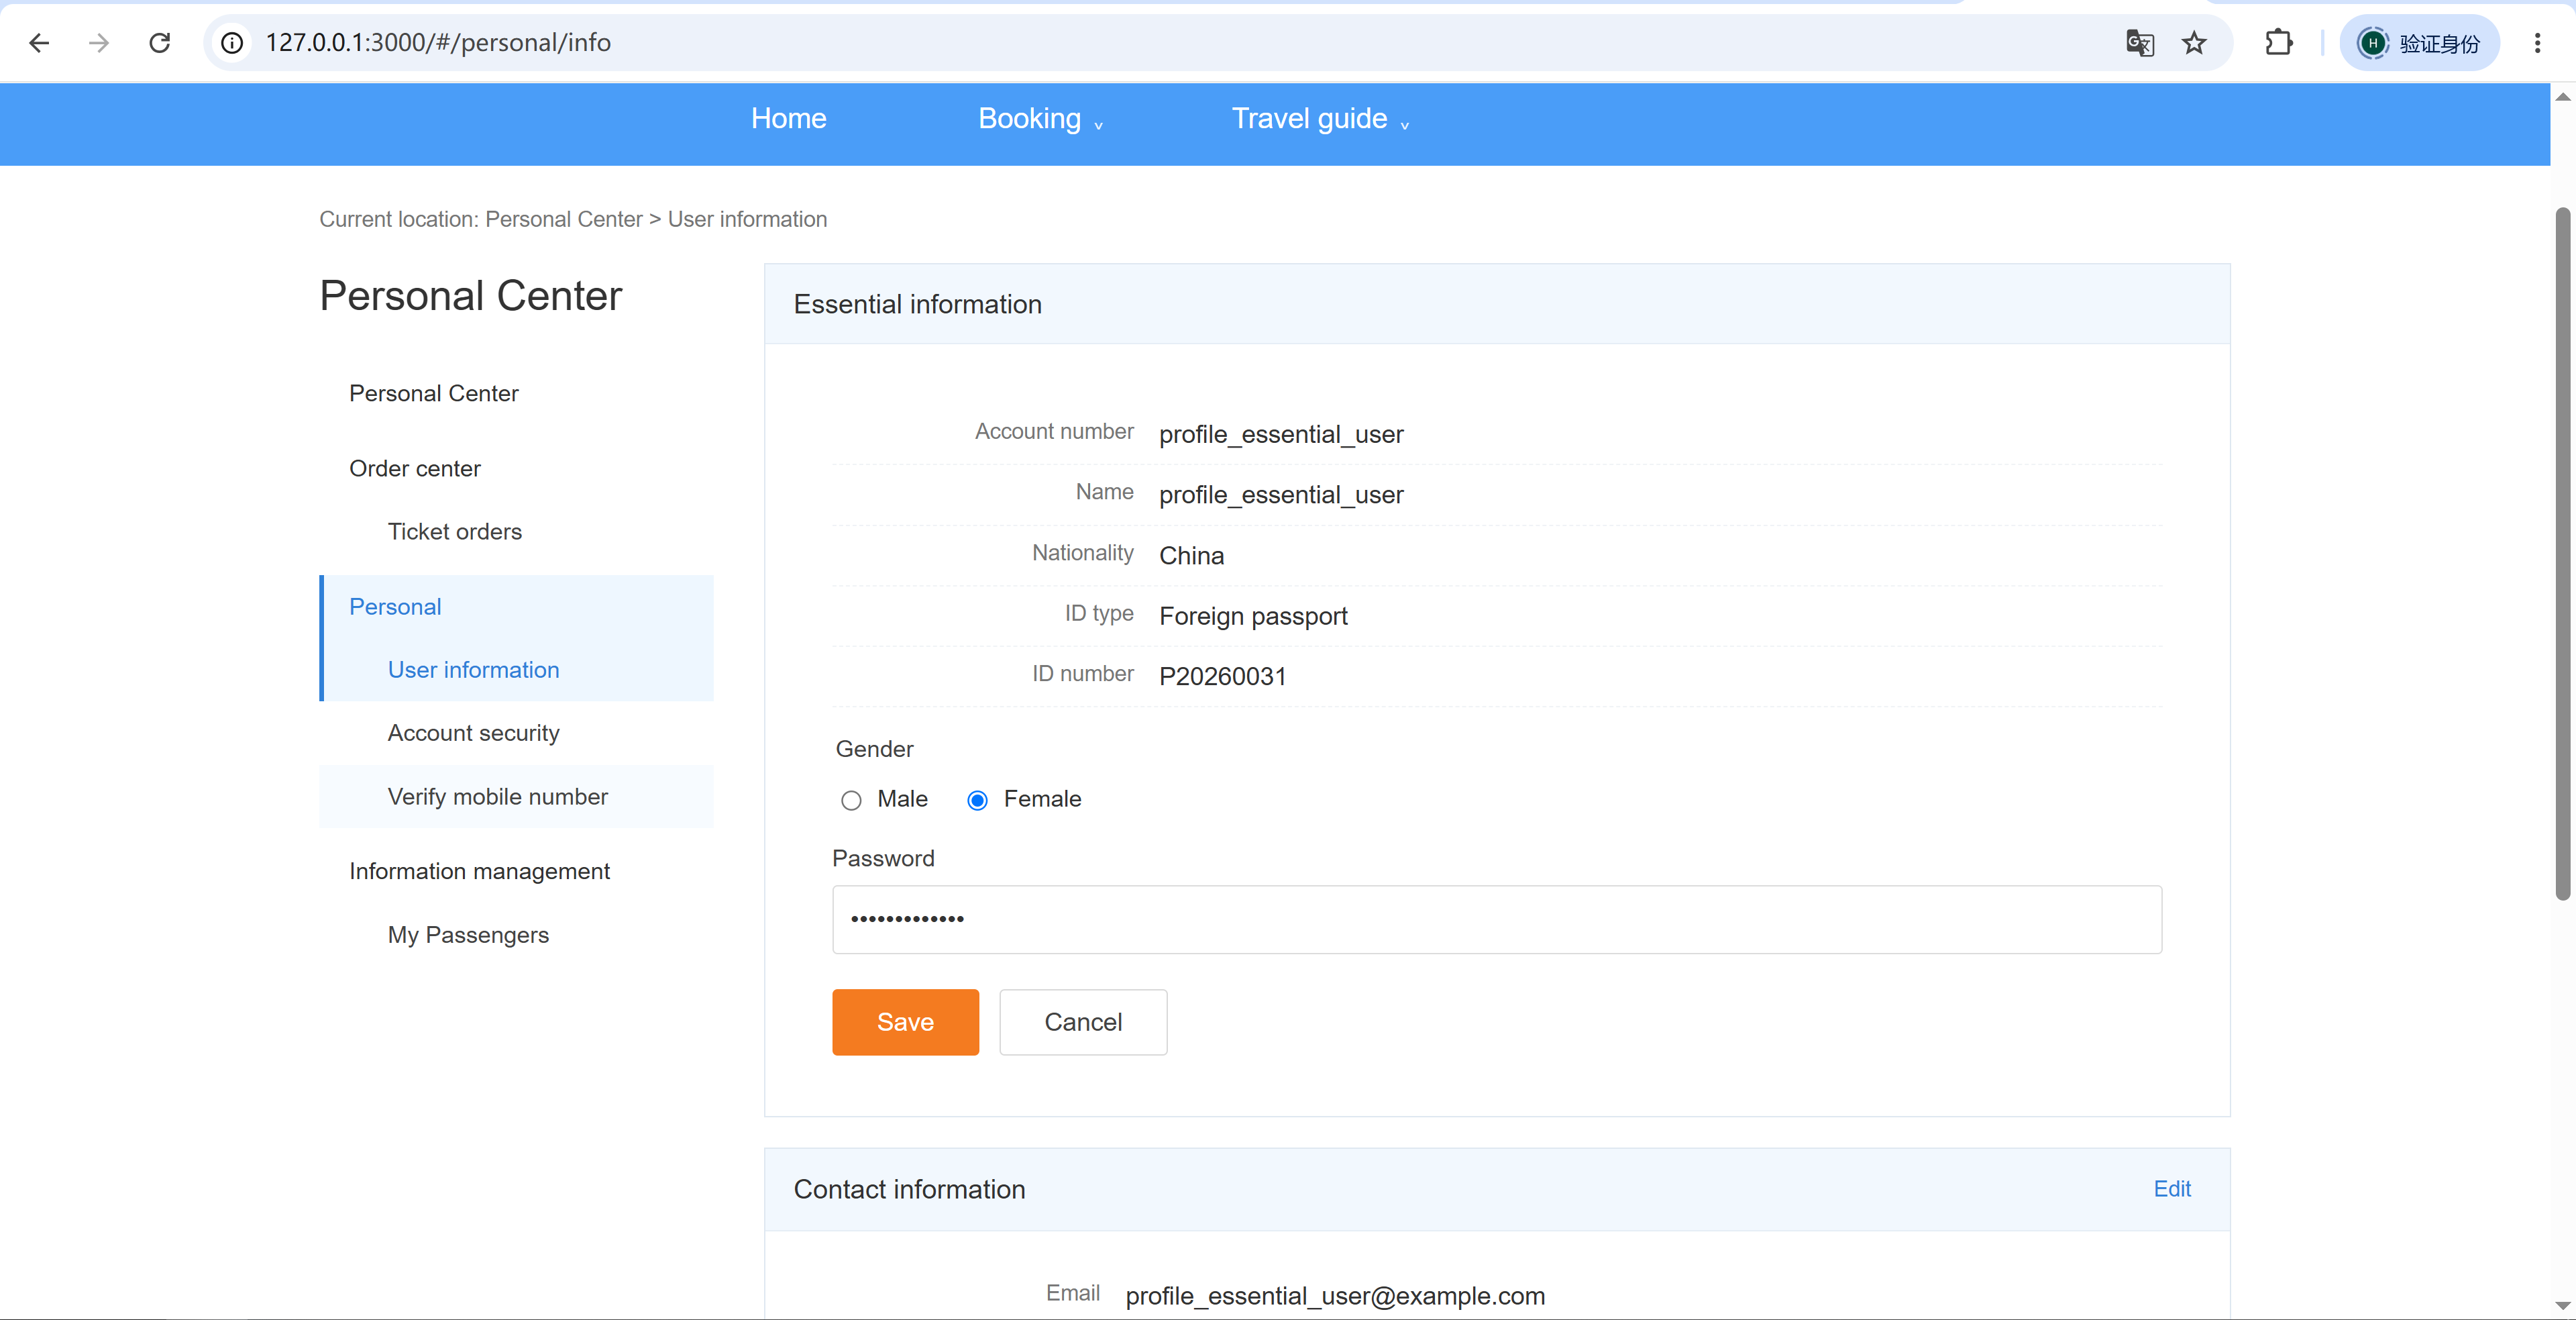 127.0.0.1:3000/#/personal/info
验证身份
Home Booking Travel guide
Current location: Personal Center > User information
Personal Center
Personal Center
Order center
Ticket orders
Personal
User information
Account security
Verify mobile number
Information management
My Passengers
Essential information
Account number profile_essential_user
Name profile_essential_user
Nationality China
ID type Foreign passport
ID number P20260031
Gender
Male Female
Password
•••••••••••••
Save Cancel
Contact information Edit
Email profile_essential_user@example.com